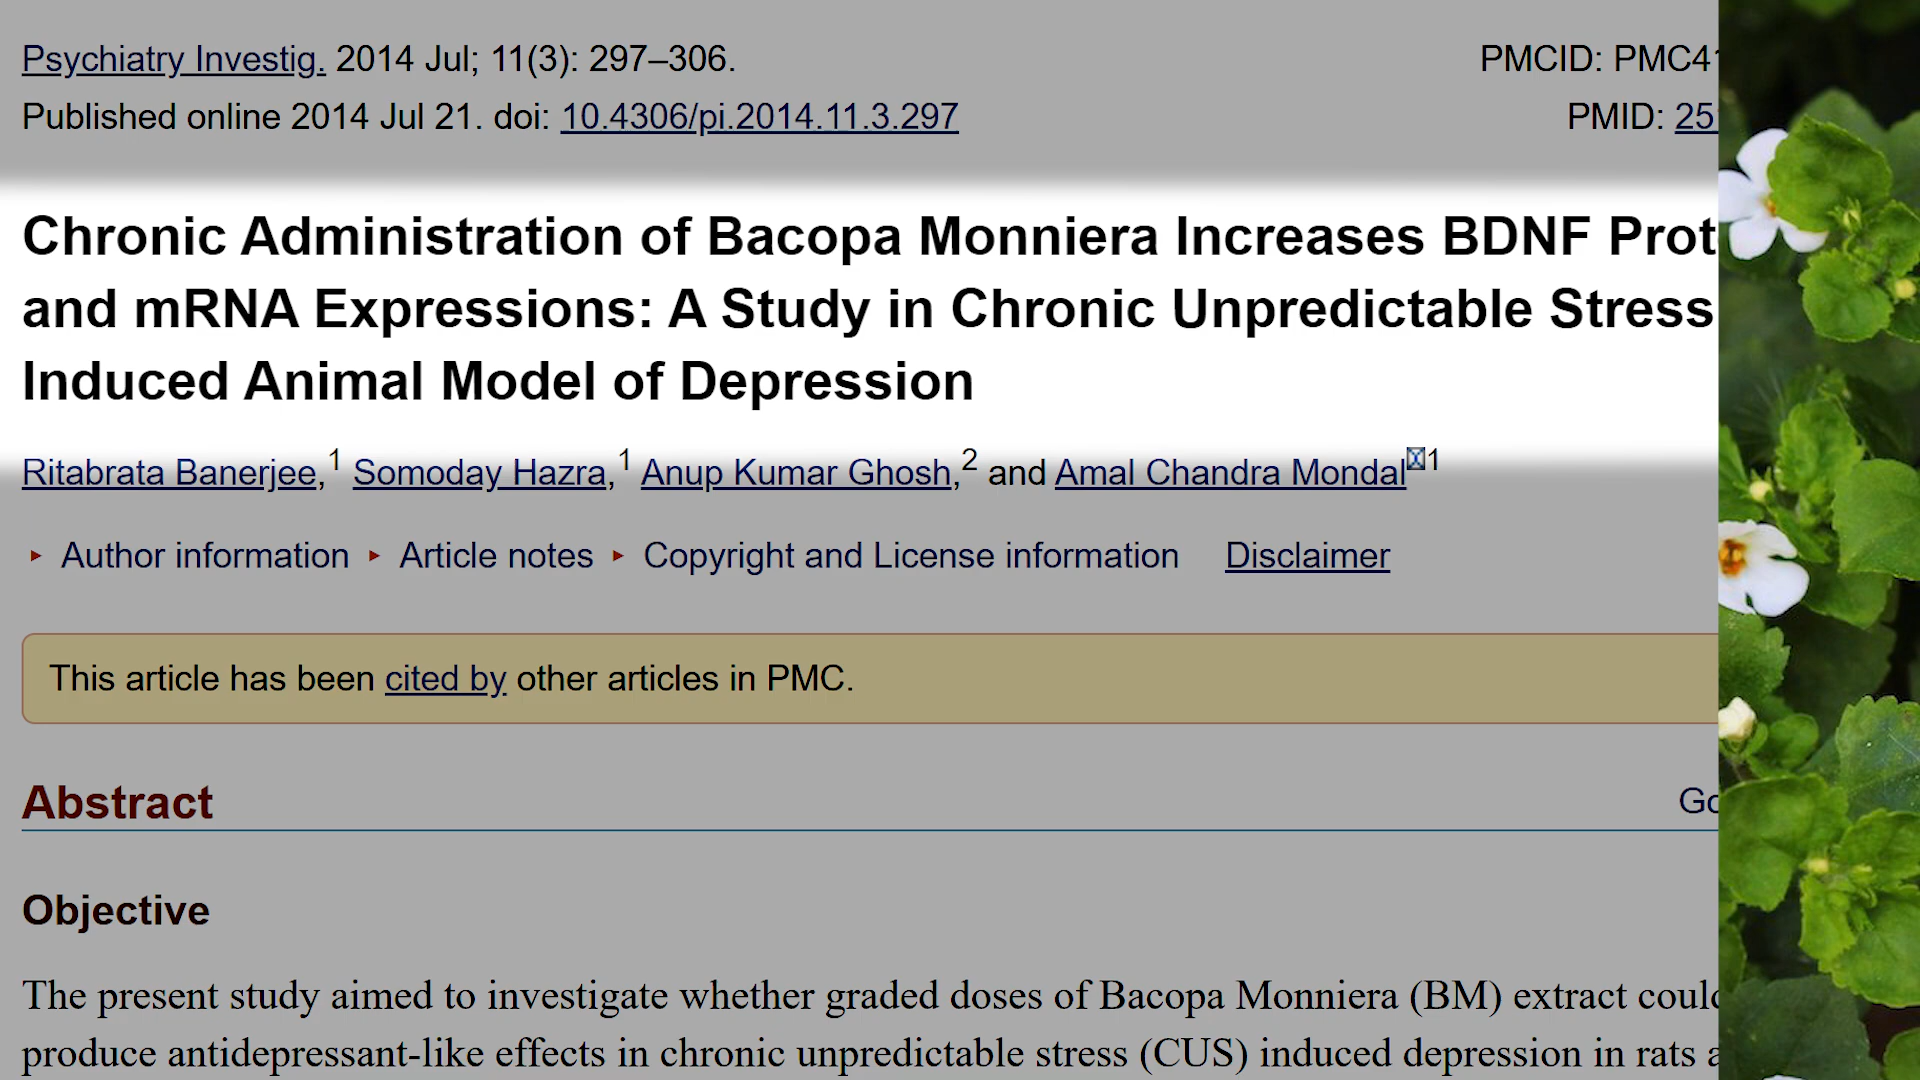 Psychiatry Investig. 2014 Jul; 11(3): 297–306.
PMCID: PMC4
Published online 2014 Jul 21. doi: 10.4306/pi.2014.11.3.297
PMID: 25
Chronic Administration of Bacopa Monniera Increases BDNF Prot
and mRNA Expressions: A Study in Chronic Unpredictable Stress
Induced Animal Model of Depression
Ritabrata Banerjee,1 Somoday Hazra,1 Anup Kumar Ghosh,2 and Amal Chandra Mondal1
Author information Article notes Copyright and License information Disclaimer
This article has been cited by other articles in PMC.
Abstract
Go
Objective
The present study aimed to investigate whether graded doses of Bacopa Monniera (BM) extract could
produce antidepressant-like effects in chronic unpredictable stress (CUS) induced depression in rats a